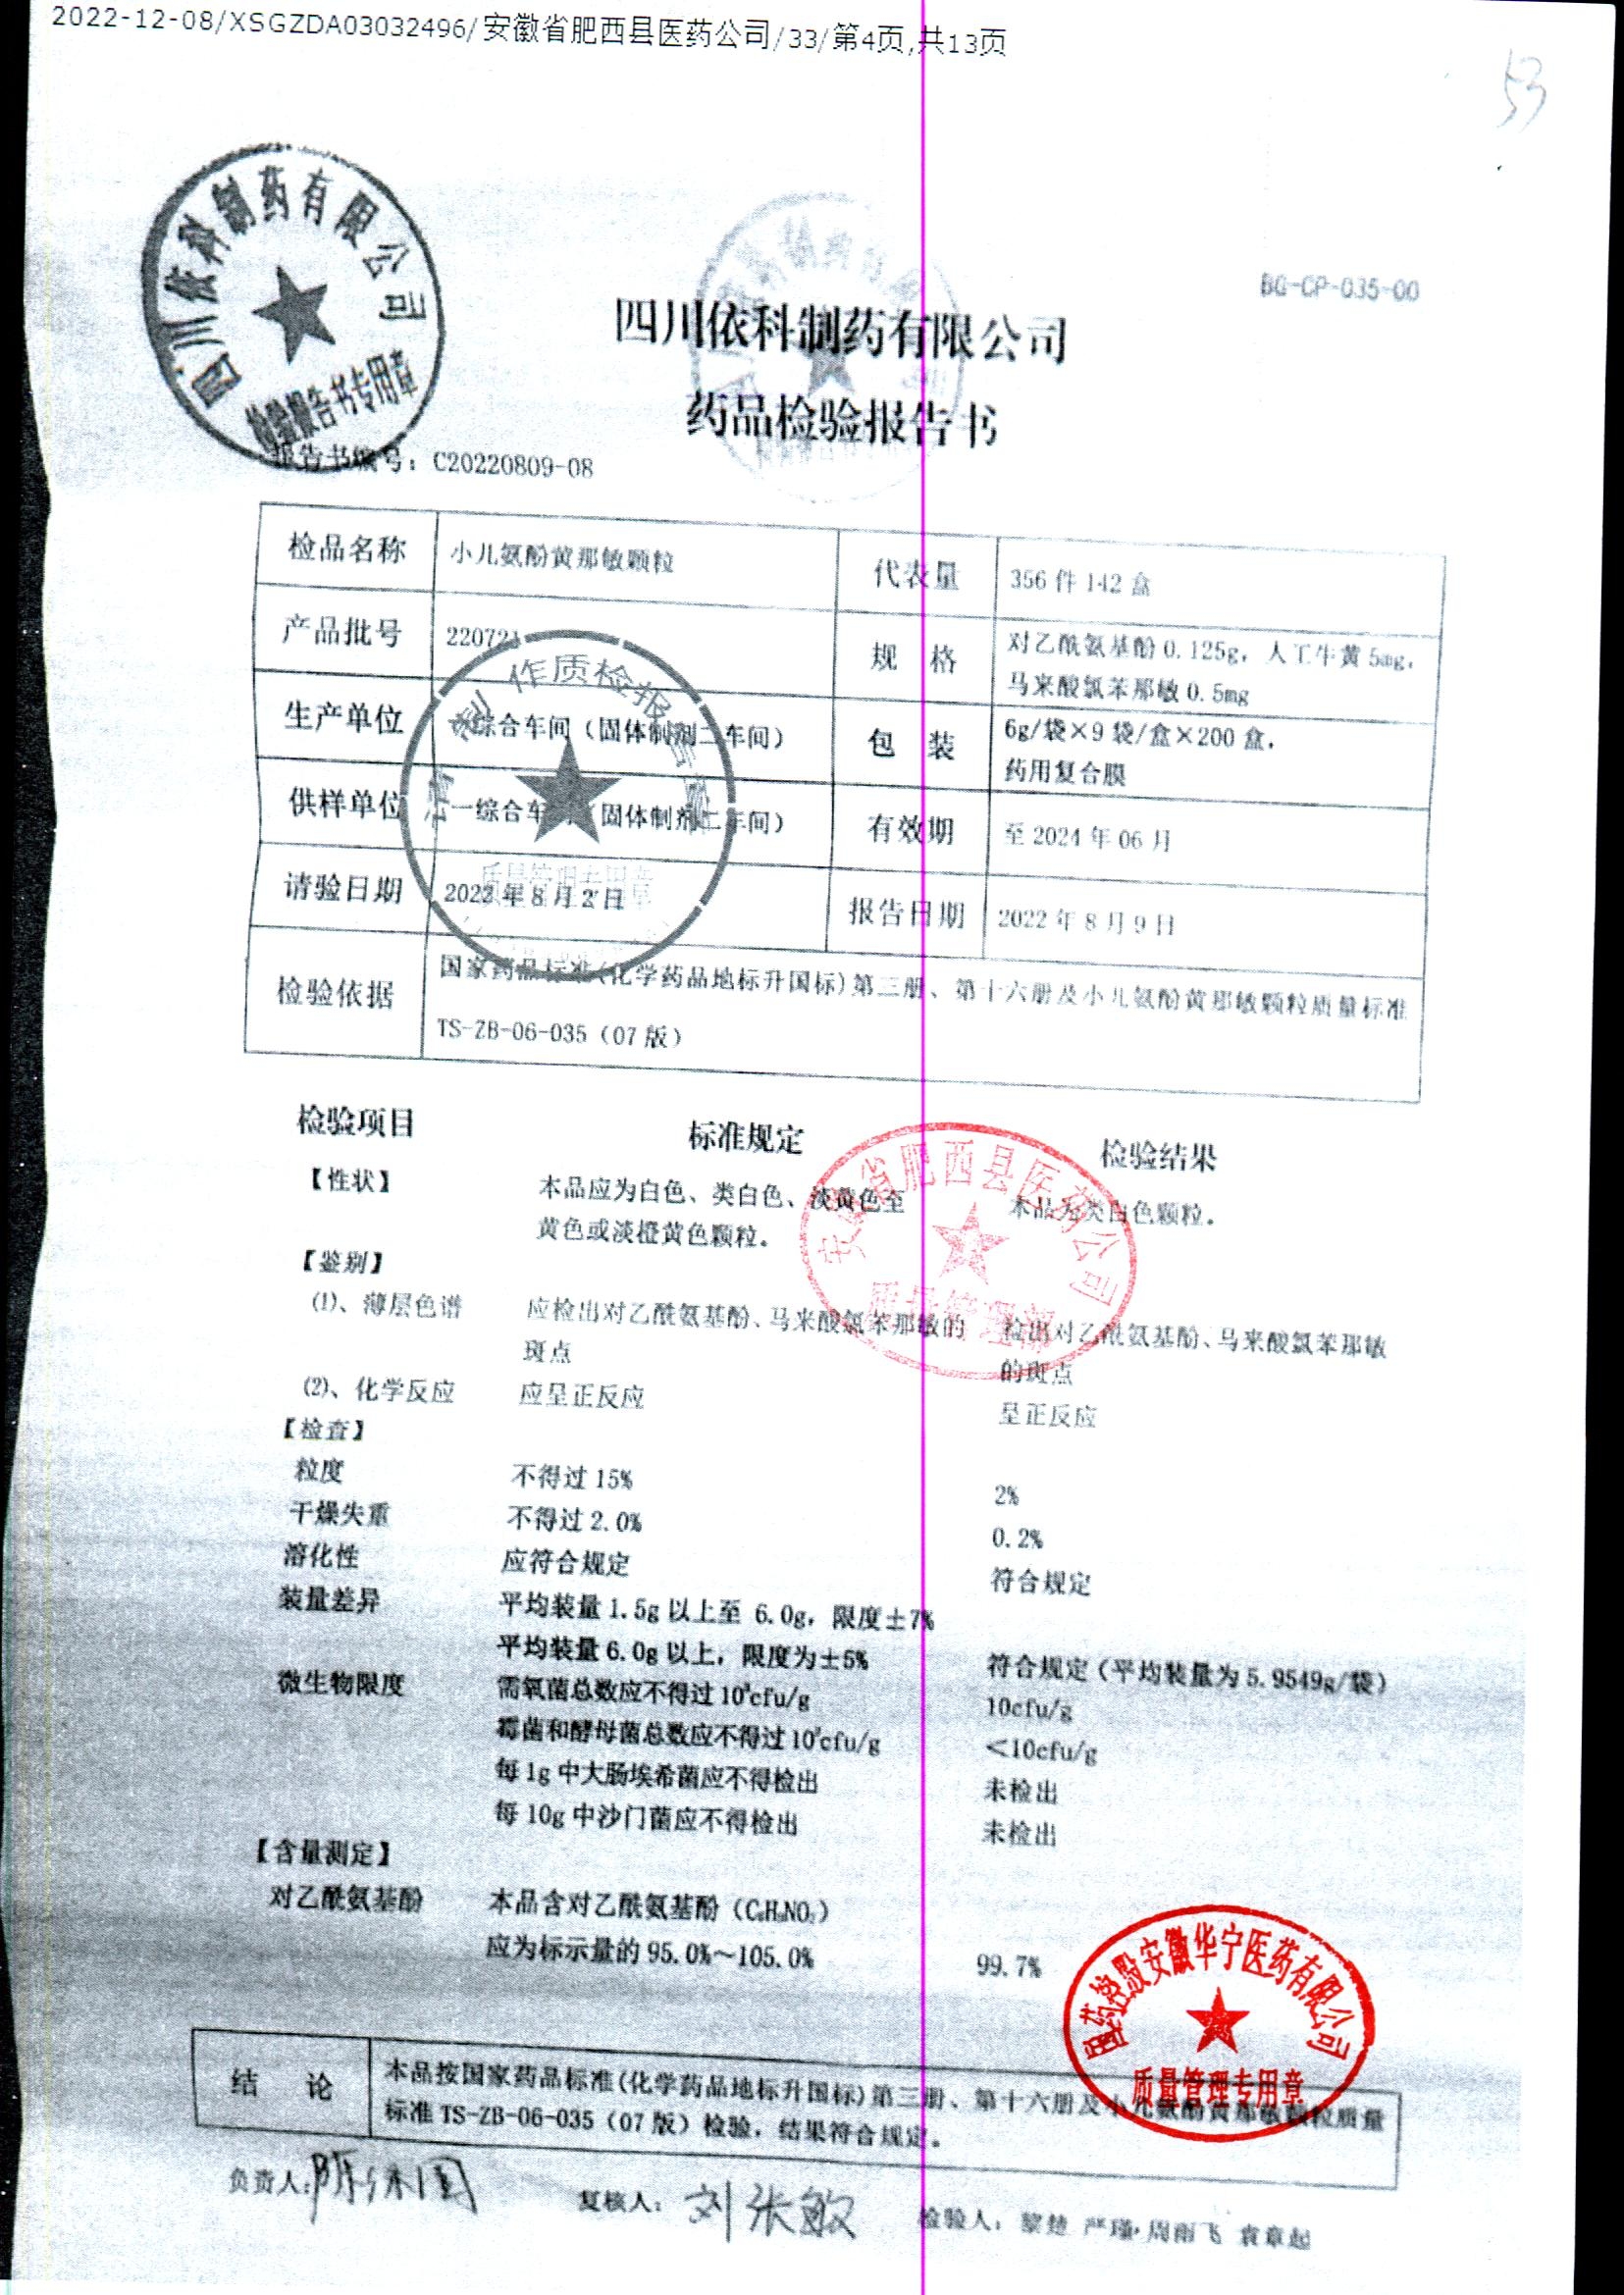 2022-12-08/XSGZDA03032496/安徽省肥西县医药公司/33/第4页,共13页
53
四川依科制药有限公司
检验报告书专用章
BG-CP-035-00
四川依科制药有限公司
药品检验报告书
报告书编号：C20220809-08
检品名称 小儿氨酚黄那敏颗粒 代表量 356件142盒
产品批号 220721 规 格 对乙酰氨基酚0.125g，人工牛黄5mg，
马来酸氯苯那敏0.5mg
生产单位 综合车间（固体制剂二车间） 包 装 6g/袋×9袋/盒×200盒，
药用复合膜
供样单位 一综合车 （固体制剂二车间） 有效期 至2024年06月
请验日期 2022年8月2日 报告日期 2022年8月9日
检验依据 国家药品标准(化学药品地标升国标)第三册、第十六册及小儿氨酚黄那敏颗粒质量标准
TS-ZB-06-035（07版）
作质检报告
检验项目 标准规定 检验结果
【性状】 本品应为白色、类白色、淡黄色至 本品为类白色颗粒。
黄色或淡橙黄色颗粒。
安徽省肥西县医药公司
质量管理部
【鉴别】
⑴、薄层色谱 应检出对乙酰氨基酚、马来酸氯苯那敏的 检出对乙酰氨基酚、马来酸氯苯那敏
斑点 的斑点
⑵、化学反应 应呈正反应 呈正反应
【检查】
粒度 不得过15% 2%
干燥失重 不得过2.0% 0.2%
溶化性 应符合规定 符合规定
装量差异 平均装量1.5g以上至 6.0g，限度±7%
平均装量6.0g以上，限度为±5% 符合规定（平均装量为5.9549g/袋）
微生物限度 需氧菌总数应不得过10³cfu/g 10cfu/g
霉菌和酵母菌总数应不得过10²cfu/g <10cfu/g
每1g中大肠埃希菌应不得检出 未检出
每10g中沙门菌应不得检出 未检出
【含量测定】
对乙酰氨基酚 本品含对乙酰氨基酚（C₈H₉NO₂）
应为标示量的95.0%～105.0% 99.7%
国药控股安徽华宁医药有限公司
质量管理专用章
结 论 本品按国家药品标准(化学药品地标升国标)第三册、第十六册及小儿氨酚黄那敏颗粒质量
标准TS-ZB-06-035（07版）检验，结果符合规定。
负责人： 复核人：刘张敏 检验人：黎楚 严瑾 周雨飞 袁章起